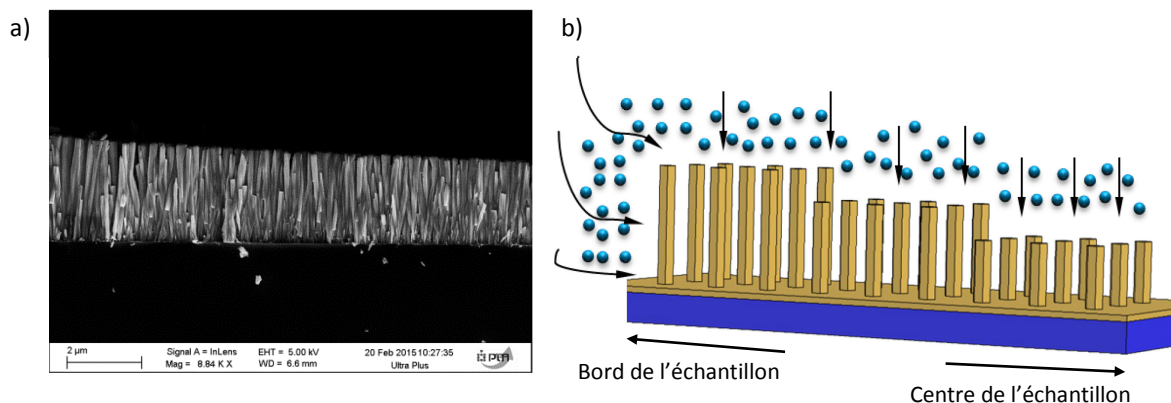 a)
b)
2 µm
Signal A = InLens
EHT = 5.00 kV
20 Feb 2015 10:27:35
Mag = 8.84 K X
WD = 6.6 mm
Ultra Plus
Bord de l’échantillon
Centre de l’échantillon